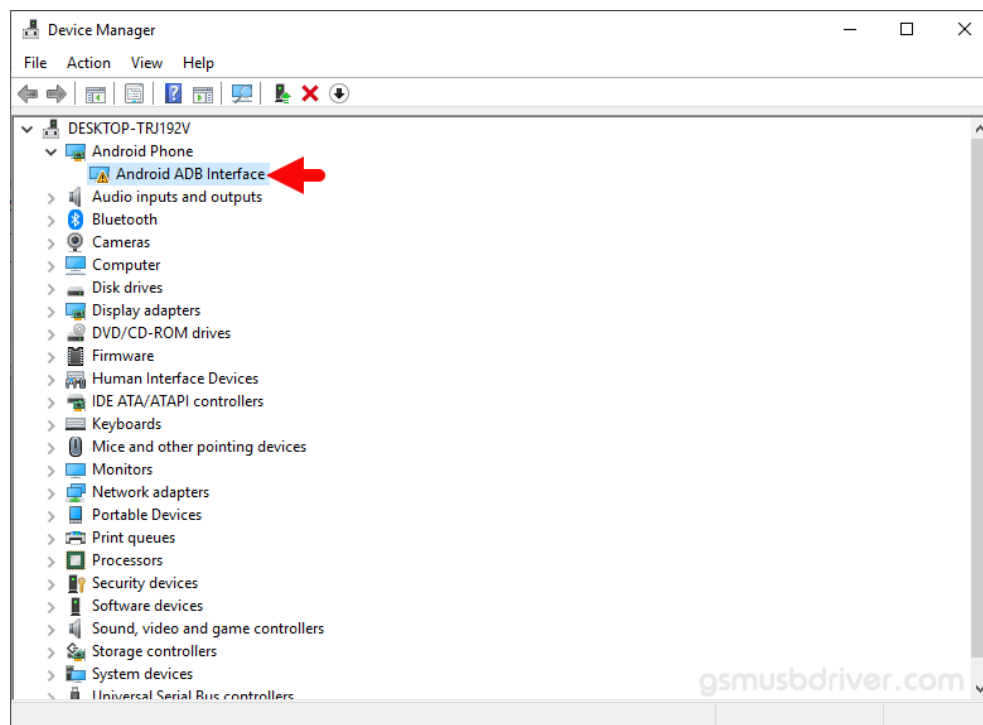 Device Manager
File Action View Help
DESKTOP-TRJ192V
Android Phone
Android ADB Interface
Audio inputs and outputs
Bluetooth
Cameras
Computer
Disk drives
Display adapters
DVD/CD-ROM drives
Firmware
Human Interface Devices
IDE ATA/ATAPI controllers
Keyboards
Mice and other pointing devices
Monitors
Network adapters
Portable Devices
Print queues
Processors
Security devices
Software devices
Sound, video and game controllers
Storage controllers
System devices
Universal Serial Bus controllers
gsmusbdriver.com